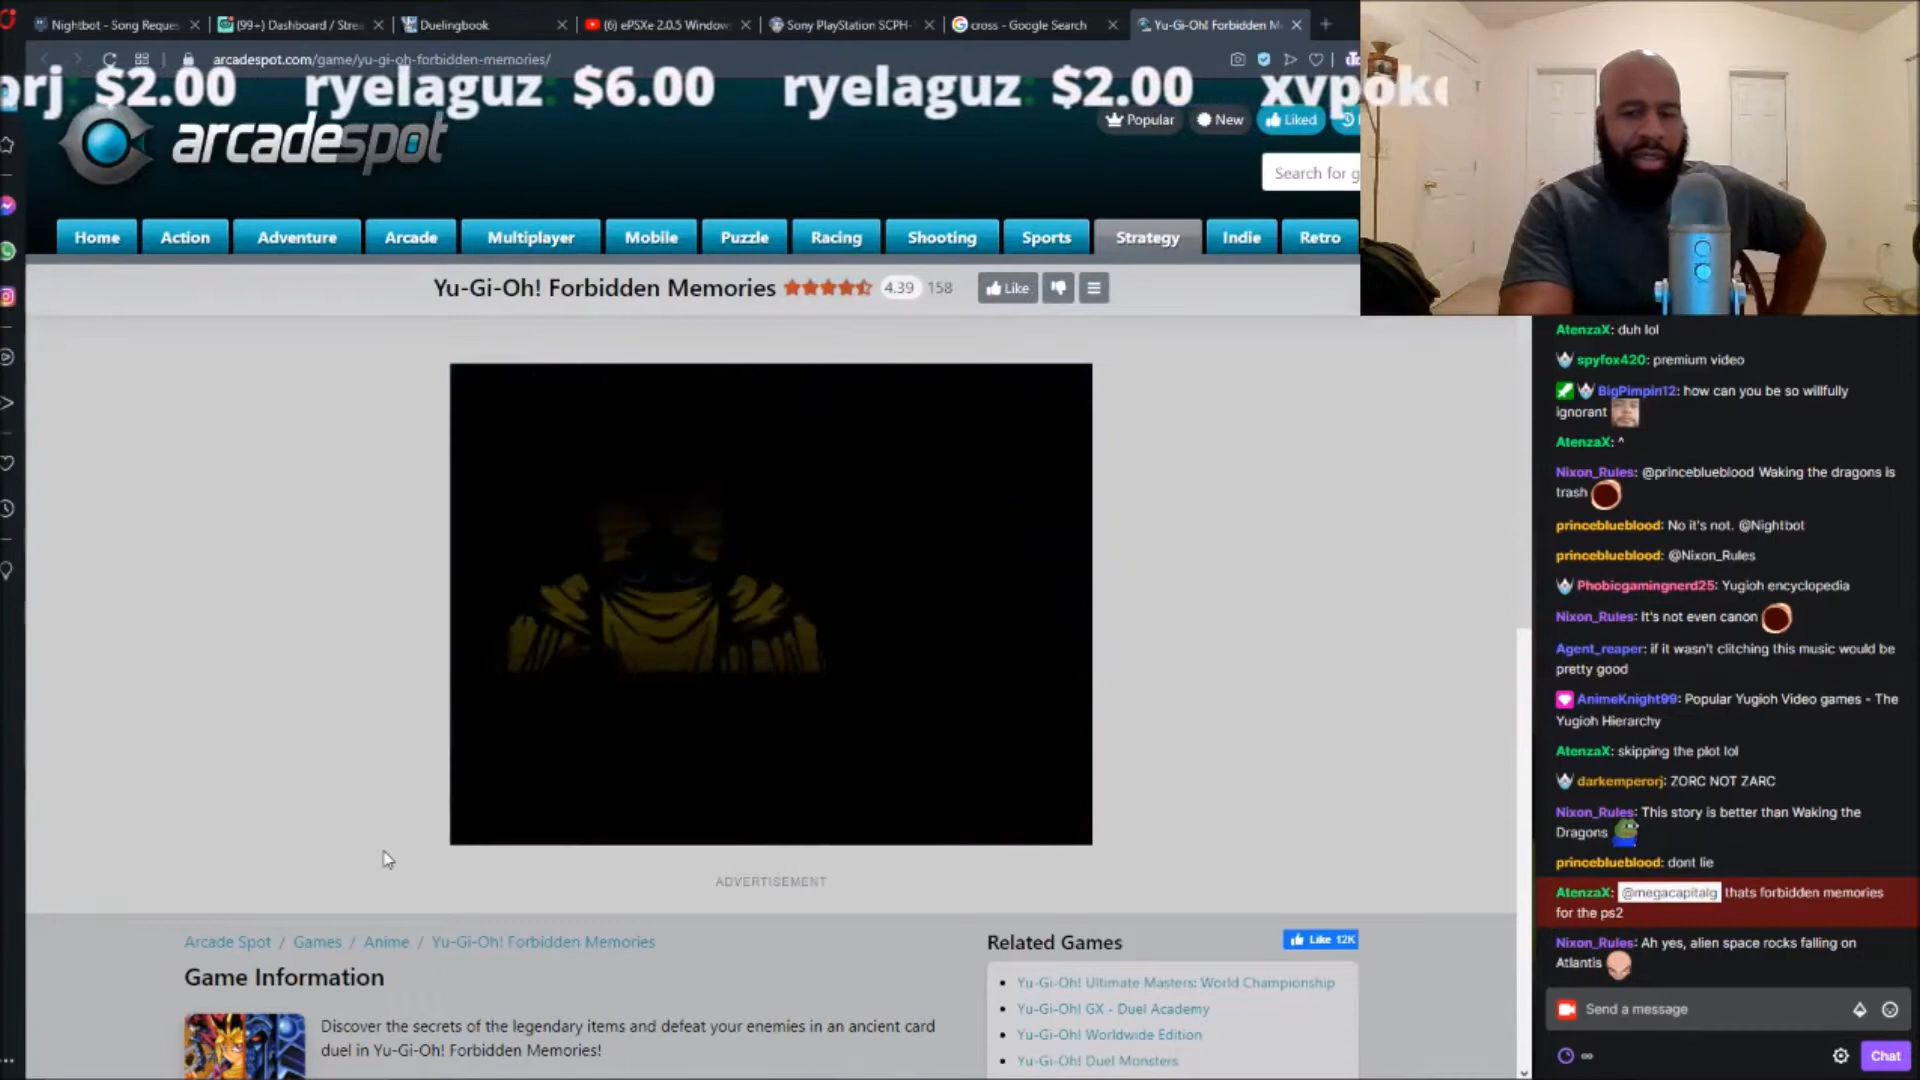 Nightbot - Song Reques
(99+) Dashboard / Strea
Duelingbook
(6) ePSXe 2.0.5 Window
Sony PlayStation SCPH-
cross - Google Search
Yu-Gi-Oh! Forbidden M
arcadespot.com/game/yu-gi-oh-forbidden-memories/
orj $2.00 ryelaguz: $6.00 ryelaguz: $2.00 xvpoke
arcadespot
Popular
New
Liked
Search for g
Home
Action
Adventure
Arcade
Multiplayer
Mobile
Puzzle
Racing
Shooting
Sports
Strategy
Indie
Retro
Yu-Gi-Oh! Forbidden Memories 4.39 158 Like
ADVERTISEMENT
Arcade Spot / Games / Anime / Yu-Gi-Oh! Forbidden Memories
Game Information
Discover the secrets of the legendary items and defeat your enemies in an ancient card
duel in Yu-Gi-Oh! Forbidden Memories!
Related Games
Like 12K
Yu-Gi-Oh! Ultimate Masters: World Championship
Yu-Gi-Oh! GX - Duel Academy
Yu-Gi-Oh! Worldwide Edition
Yu-Gi-Oh! Duel Monsters
AtenzaX: duh lol
spyfox420: premium video
BigPimpin12: how can you be so willfully
ignorant
AtenzaX: ^
Nixon_Rules: @princeblueblood Waking the dragons is
trash
princeblueblood: No it's not. @Nightbot
princeblueblood: @Nixon_Rules
Phobicgamingnerd25: Yugioh encyclopedia
Nixon_Rules: It's not even canon
Agent_reaper: if it wasn't clitching this music would be
pretty good
AnimeKnight99: Popular Yugioh Video games - The
Yugioh Hierarchy
AtenzaX: skipping the plot lol
darkemperorj: ZORC NOT ZARC
Nixon_Rules: This story is better than Waking the
Dragons
princeblueblood: dont lie
AtenzaX: @megacapitalg thats forbidden memories
for the ps2
Nixon_Rules: Ah yes, alien space rocks falling on
Atlantis
Send a message
Chat